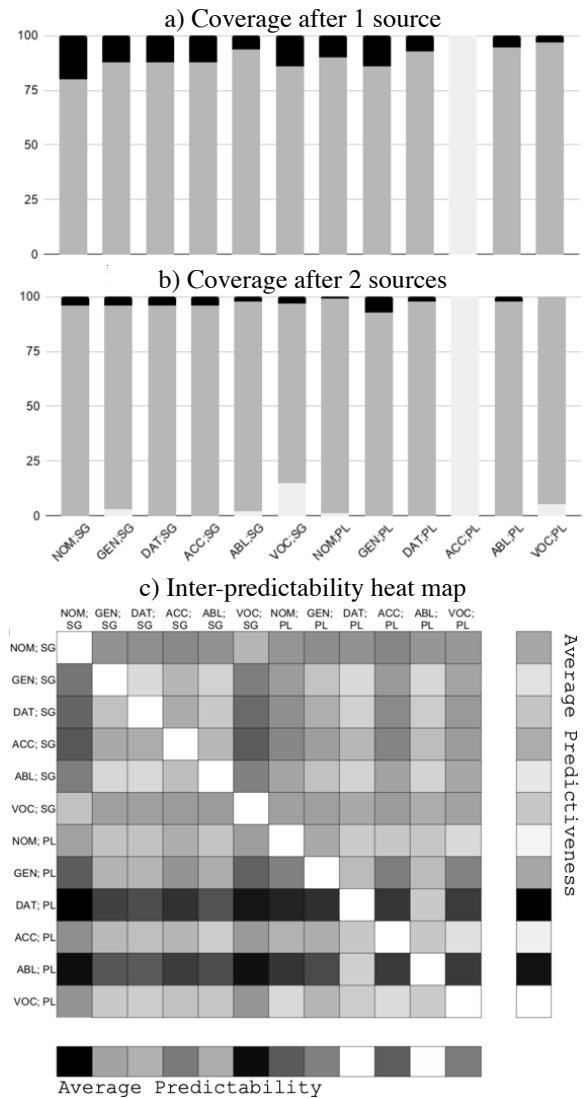 a) Coverage after 1 source
100
75
50
25
0
b) Coverage after 2 sources
100
75
50
25
0
NOM;SG GEN;SG DAT;SG ACC;SG ABL;SG VOC;SG NOM;PL GEN;PL DAT;PL ACC;PL ABL;PL VOC;PL
c) Inter-predictability heat map
NOM; GEN; DAT; ACC; ABL; VOC; NOM; GEN; DAT; ACC; ABL; VOC;
SG SG SG SG SG SG PL PL PL PL PL PL
NOM; SG
GEN; SG
DAT; SG
ACC; SG
ABL; SG
VOC; SG
NOM; PL
GEN; PL
DAT; PL
ACC; PL
ABL; PL
VOC; PL
Average Predictiveness
Average Predictability